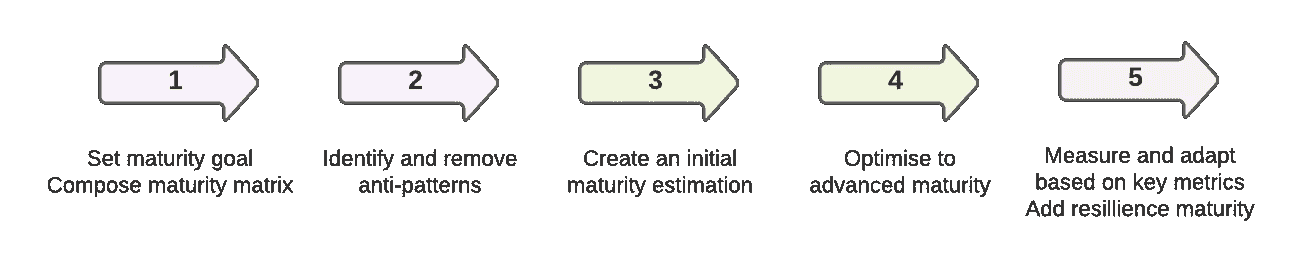 1
Set maturity goal
Compose maturity matrix
2
Identify and remove
anti-patterns
3
Create an initial
maturity estimation
4
Optimise to
advanced maturity
5
Measure and adapt
based on key metrics
Add resillience maturity